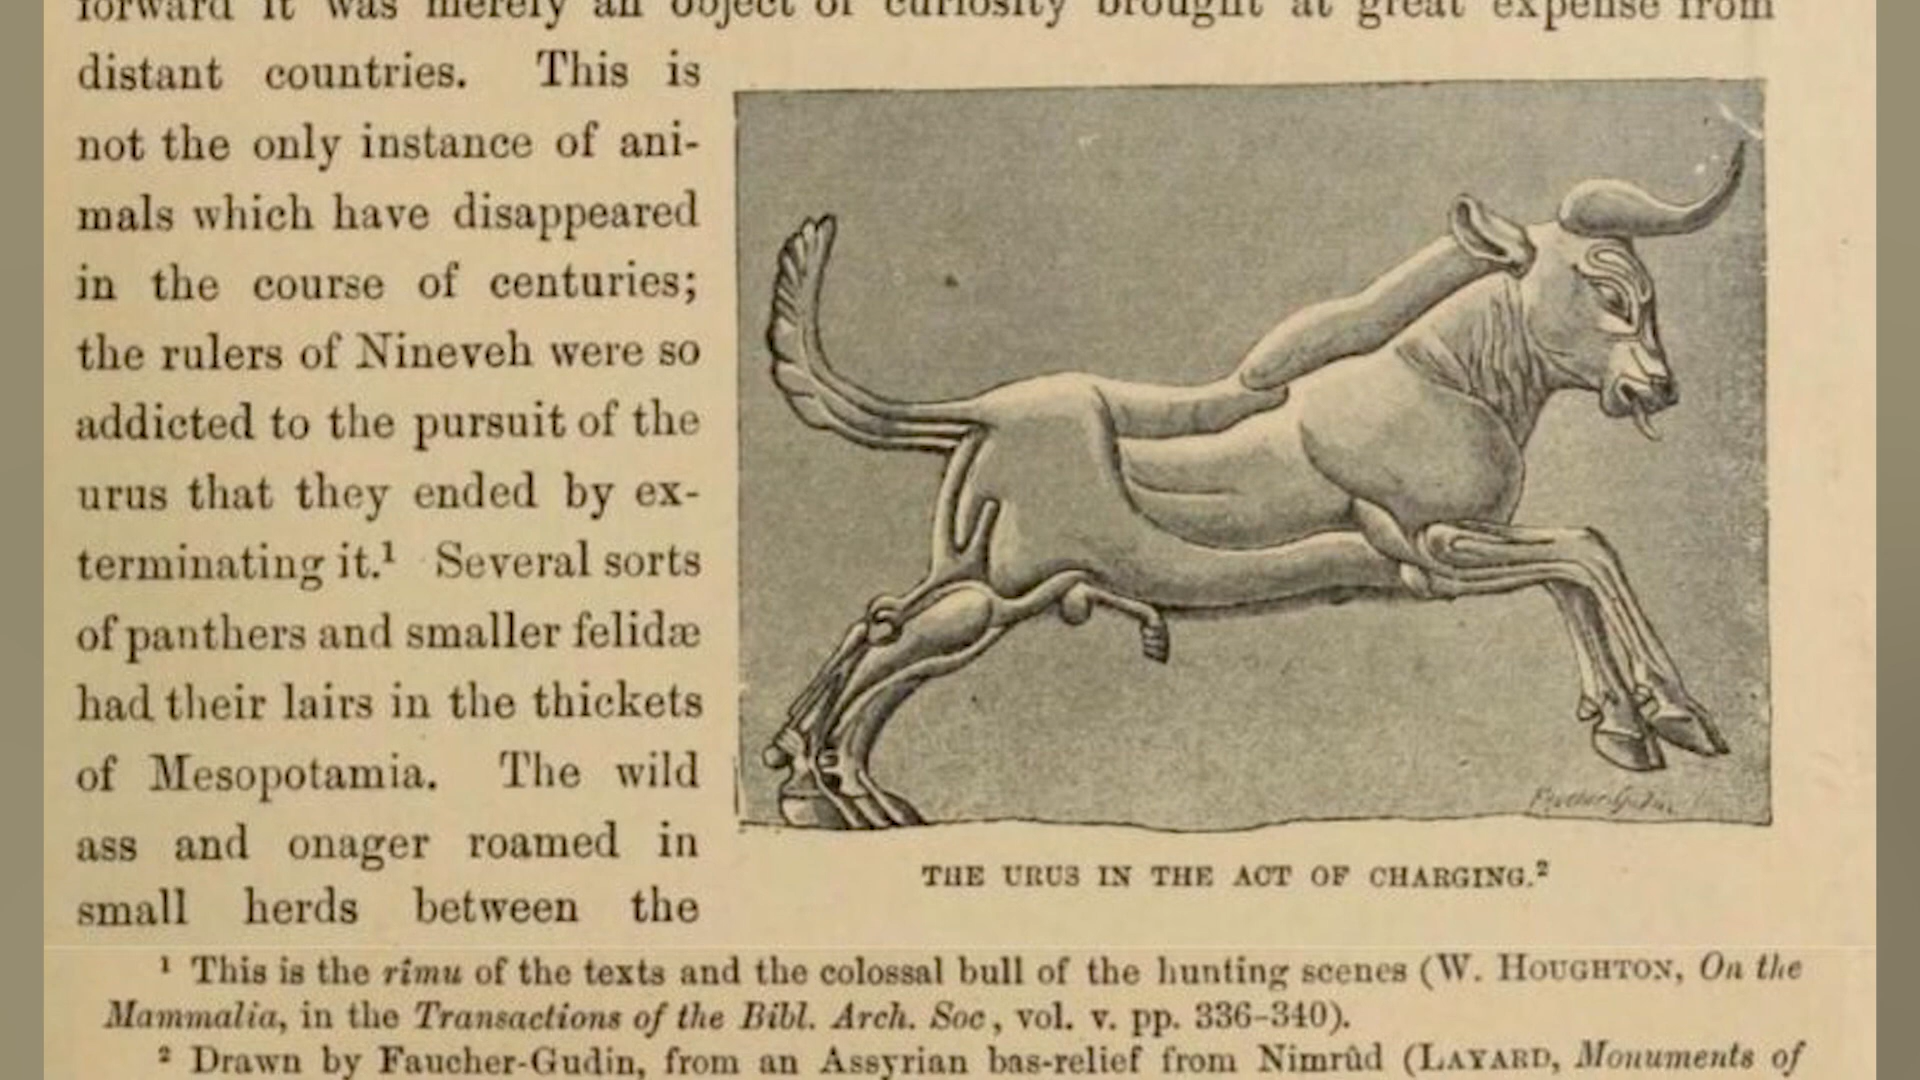 forward it was merely an object of curiosity brought at great expense from
distant countries. This is
not the only instance of ani-
mals which have disappeared
in the course of centuries;
the rulers of Nineveh were so
addicted to the pursuit of the
urus that they ended by ex-
terminating it.¹ Several sorts
of panthers and smaller felidæ
had their lairs in the thickets
of Mesopotamia. The wild
ass and onager roamed in
small herds between the
Faucher-Gudin
THE URUS IN THE ACT OF CHARGING.²
¹ This is the rîmu of the texts and the colossal bull of the hunting scenes (W. HOUGHTON, On the
Mammalia, in the Transactions of the Bibl. Arch. Soc, vol. v. pp. 336-340).
² Drawn by Faucher-Gudin, from an Assyrian bas-relief from Nimrûd (LAYARD, Monuments of